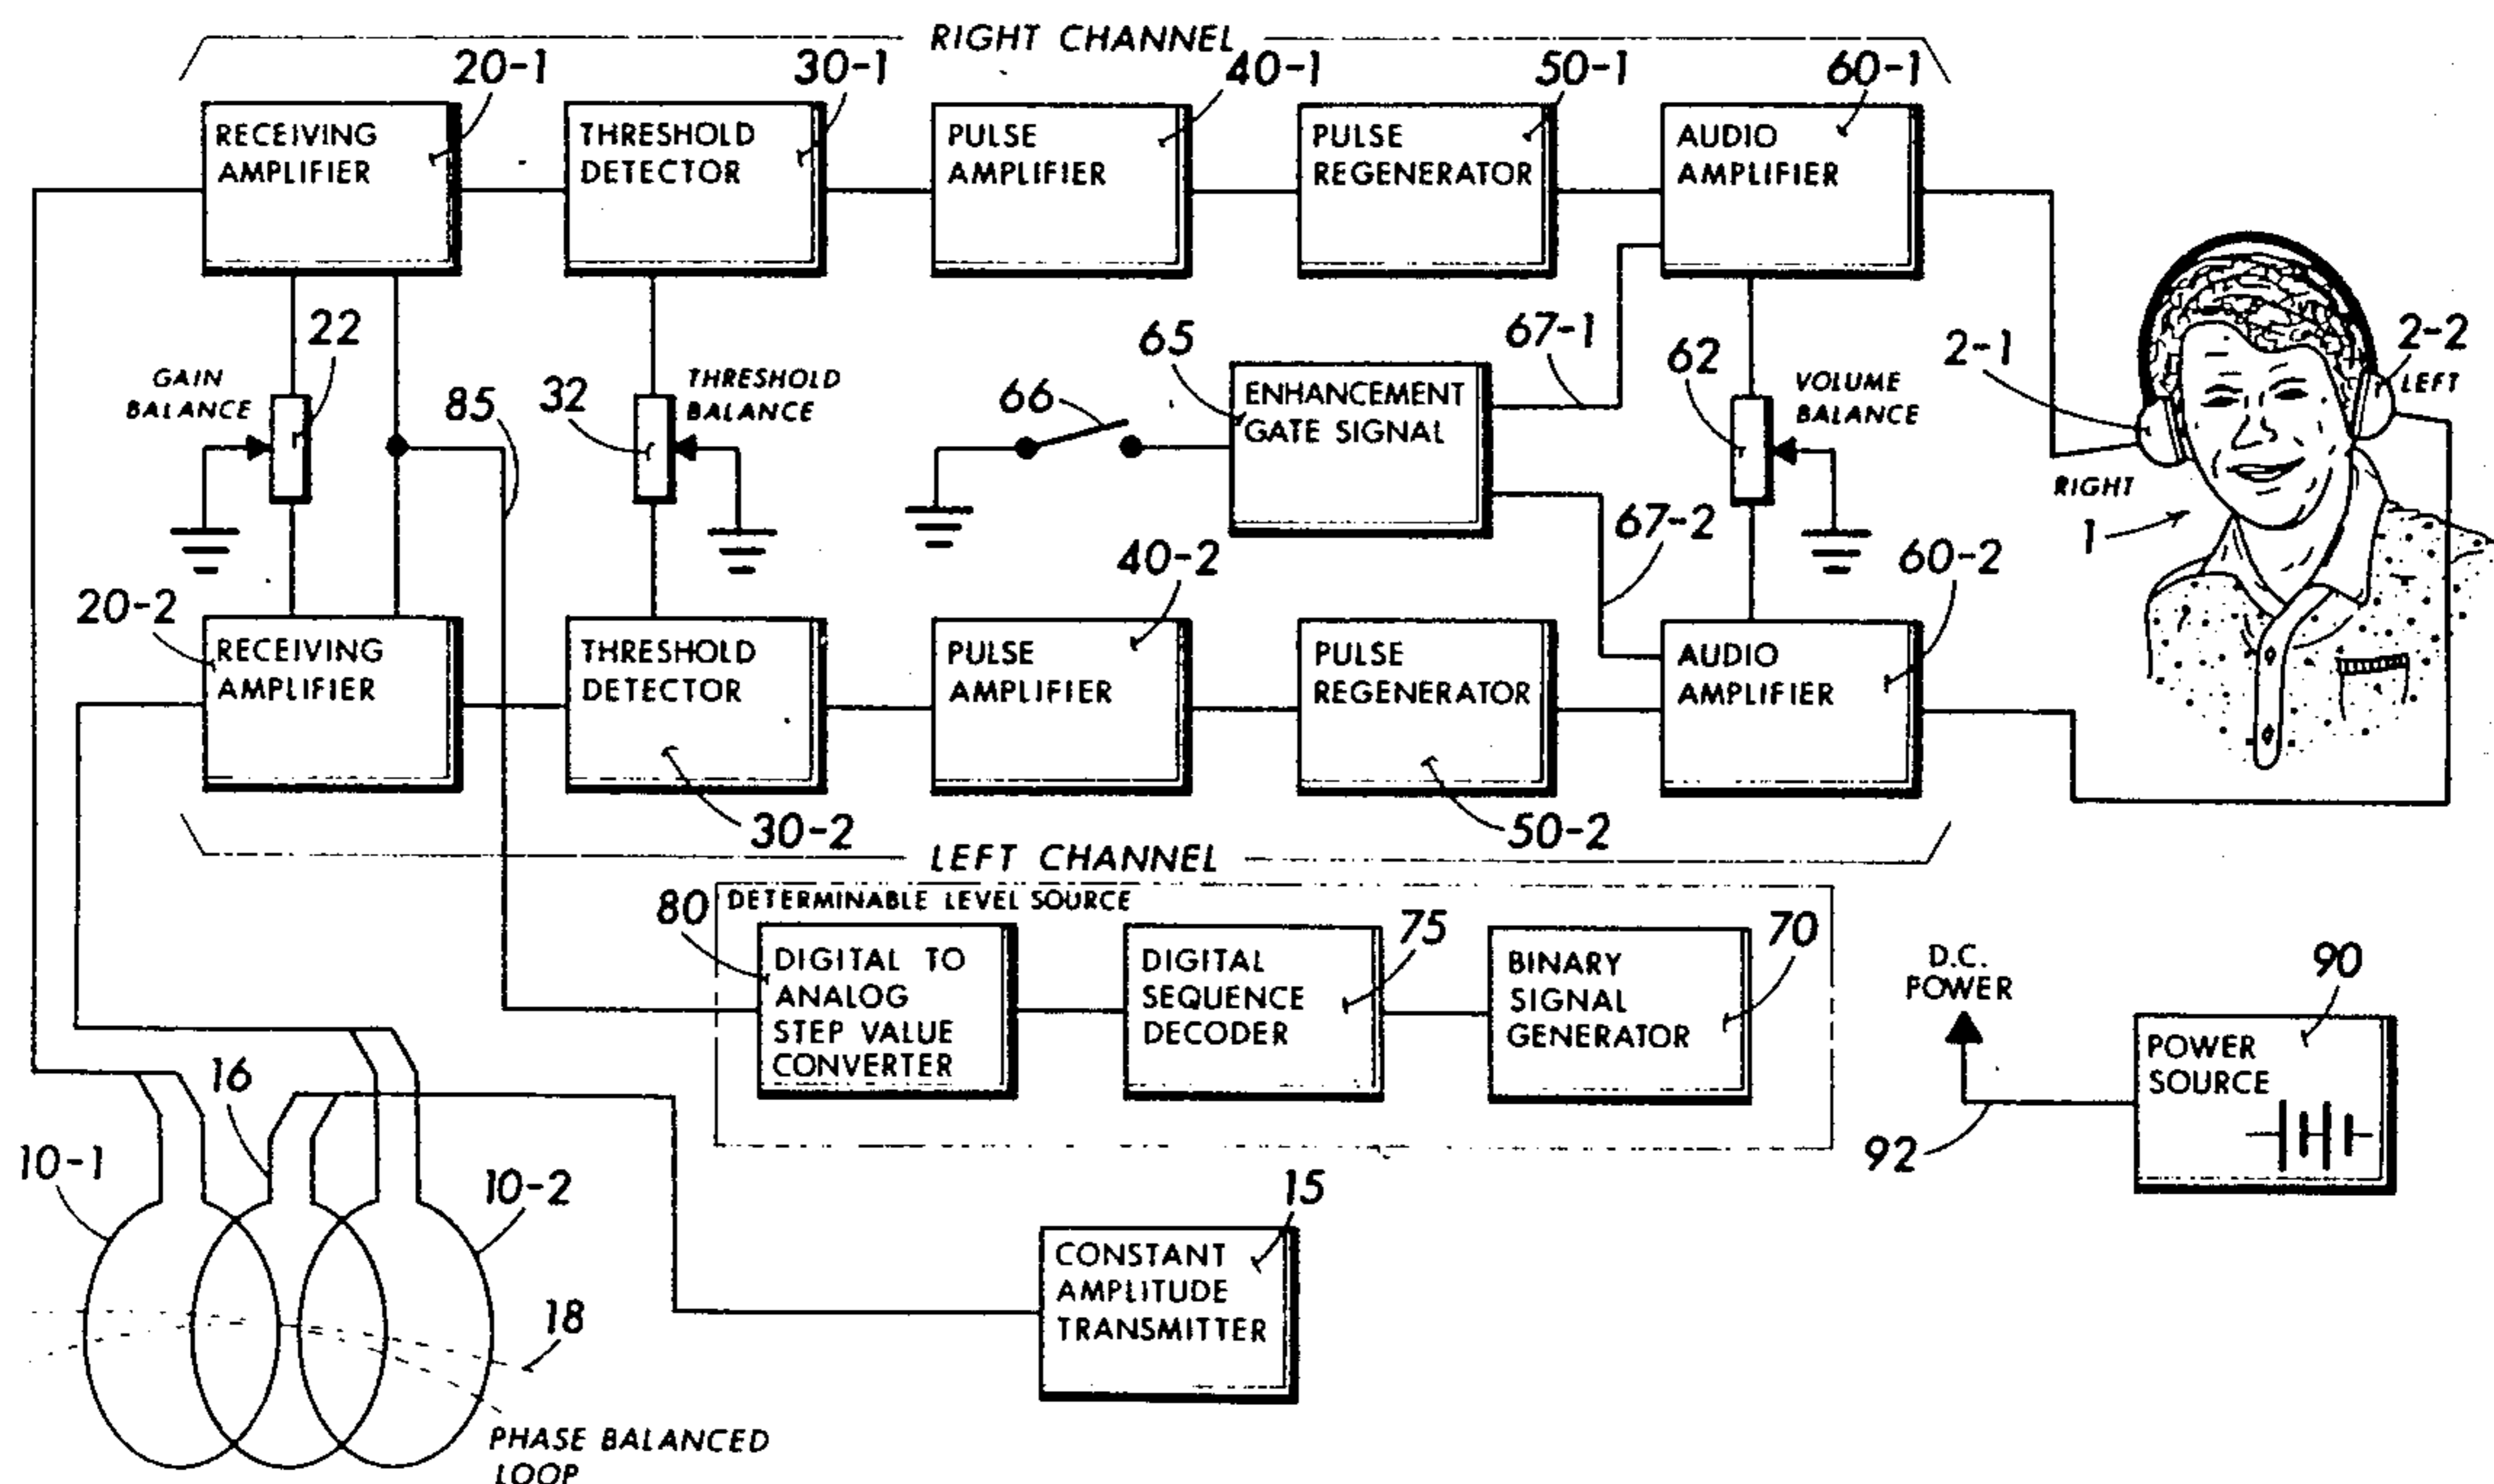 RIGHT CHANNEL
20-1
30-1
40-1
50-1
60-1
RECEIVING
AMPLIFIER
THRESHOLD
DETECTOR
PULSE
AMPLIFIER
PULSE
REGENERATOR
AUDIO
AMPLIFIER
22
GAIN
BALANCE
85
32
THRESHOLD
BALANCE
66
65
ENHANCEMENT
GATE SIGNAL
67-1
67-2
62
VOLUME
BALANCE
2-1
2-2
LEFT
RIGHT
1
20-2
40-2
60-2
RECEIVING
AMPLIFIER
THRESHOLD
DETECTOR
PULSE
AMPLIFIER
PULSE
REGENERATOR
AUDIO
AMPLIFIER
30-2
50-2
LEFT CHANNEL
80
DETERMINABLE LEVEL SOURCE
75
70
DIGITAL TO
ANALOG
STEP VALUE
CONVERTER
DIGITAL
SEQUENCE
DECODER
BINARY
SIGNAL
GENERATOR
D.C.
POWER
90
POWER
SOURCE
92
16
10-1
10-2
15
CONSTANT
AMPLITUDE
TRANSMITTER
18
PHASE BALANCED
LOOP